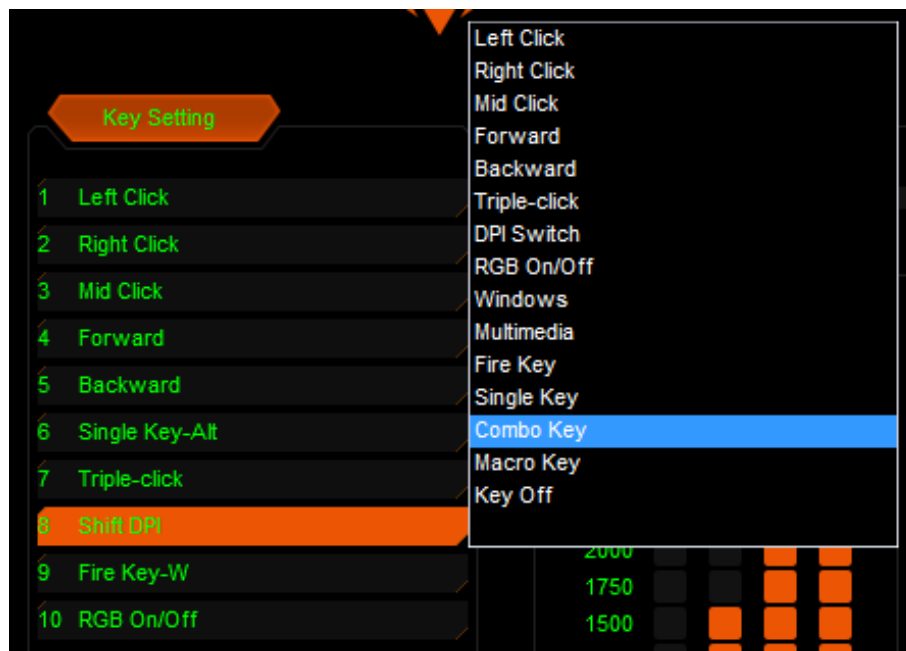 Key Setting
1 Left Click
2 Right Click
3 Mid Click
4 Forward
5 Backward
6 Single Key-Alt
7 Triple-click
8 Shift DPI
9 Fire Key-W
10 RGB On/Off
Left Click
Right Click
Mid Click
Forward
Backward
Triple-click
DPI Switch
RGB On/Off
Windows
Multimedia
Fire Key
Single Key
Combo Key
Macro Key
Key Off
2000
1750
1500